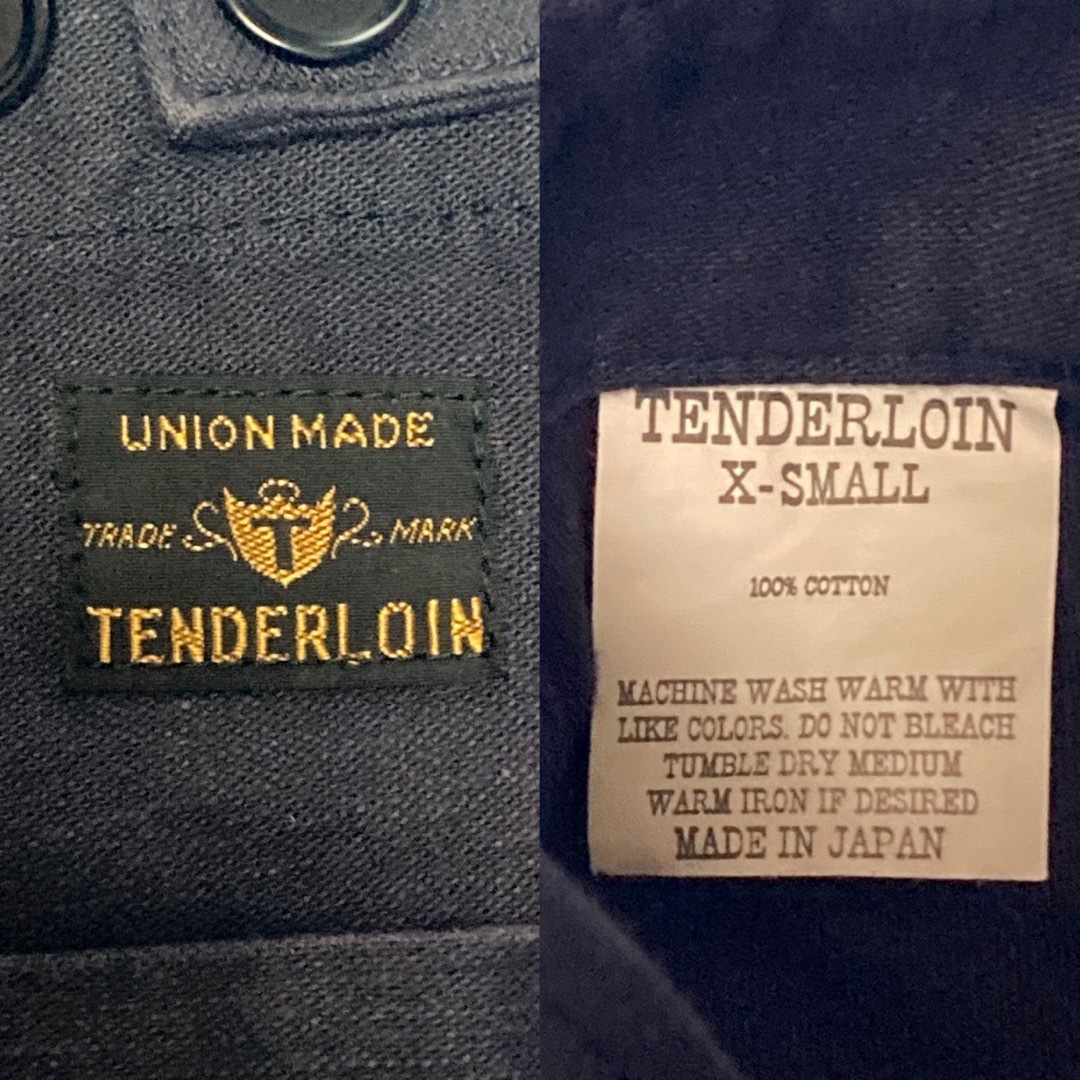 UNION MADE
TRADE T MARK
TENDERLOIN
TENDERLOIN
X-SMALL
100% COTTON
MACHINE WASH WARM WITH
LIKE COLORS. DO NOT BLEACH
TUMBLE DRY MEDIUM
WARM IRON IF DESIRED
MADE IN JAPAN